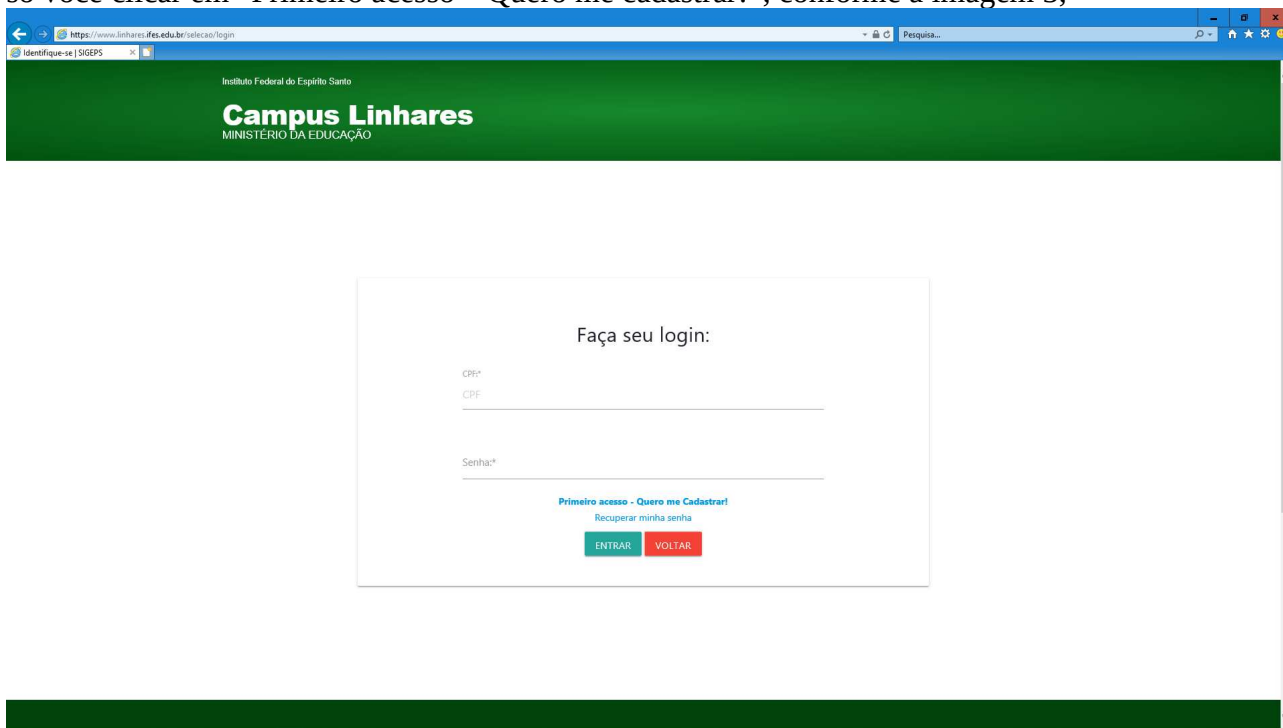 só você clicar em “Primeiro acesso – Quero me cadastrar!”, conforme a imagem 3;
https://www.linhares.ifes.edu.br/selecao/login
Pesquisa...
Identifique-se | SIGEPS
Instituto Federal do Espírito Santo
Campus Linhares
MINISTÉRIO DA EDUCAÇÃO
Faça seu login:
CPF:*
CPF
Senha:*
Primeiro acesso - Quero me Cadastrar!
Recuperar minha senha
ENTRAR VOLTAR